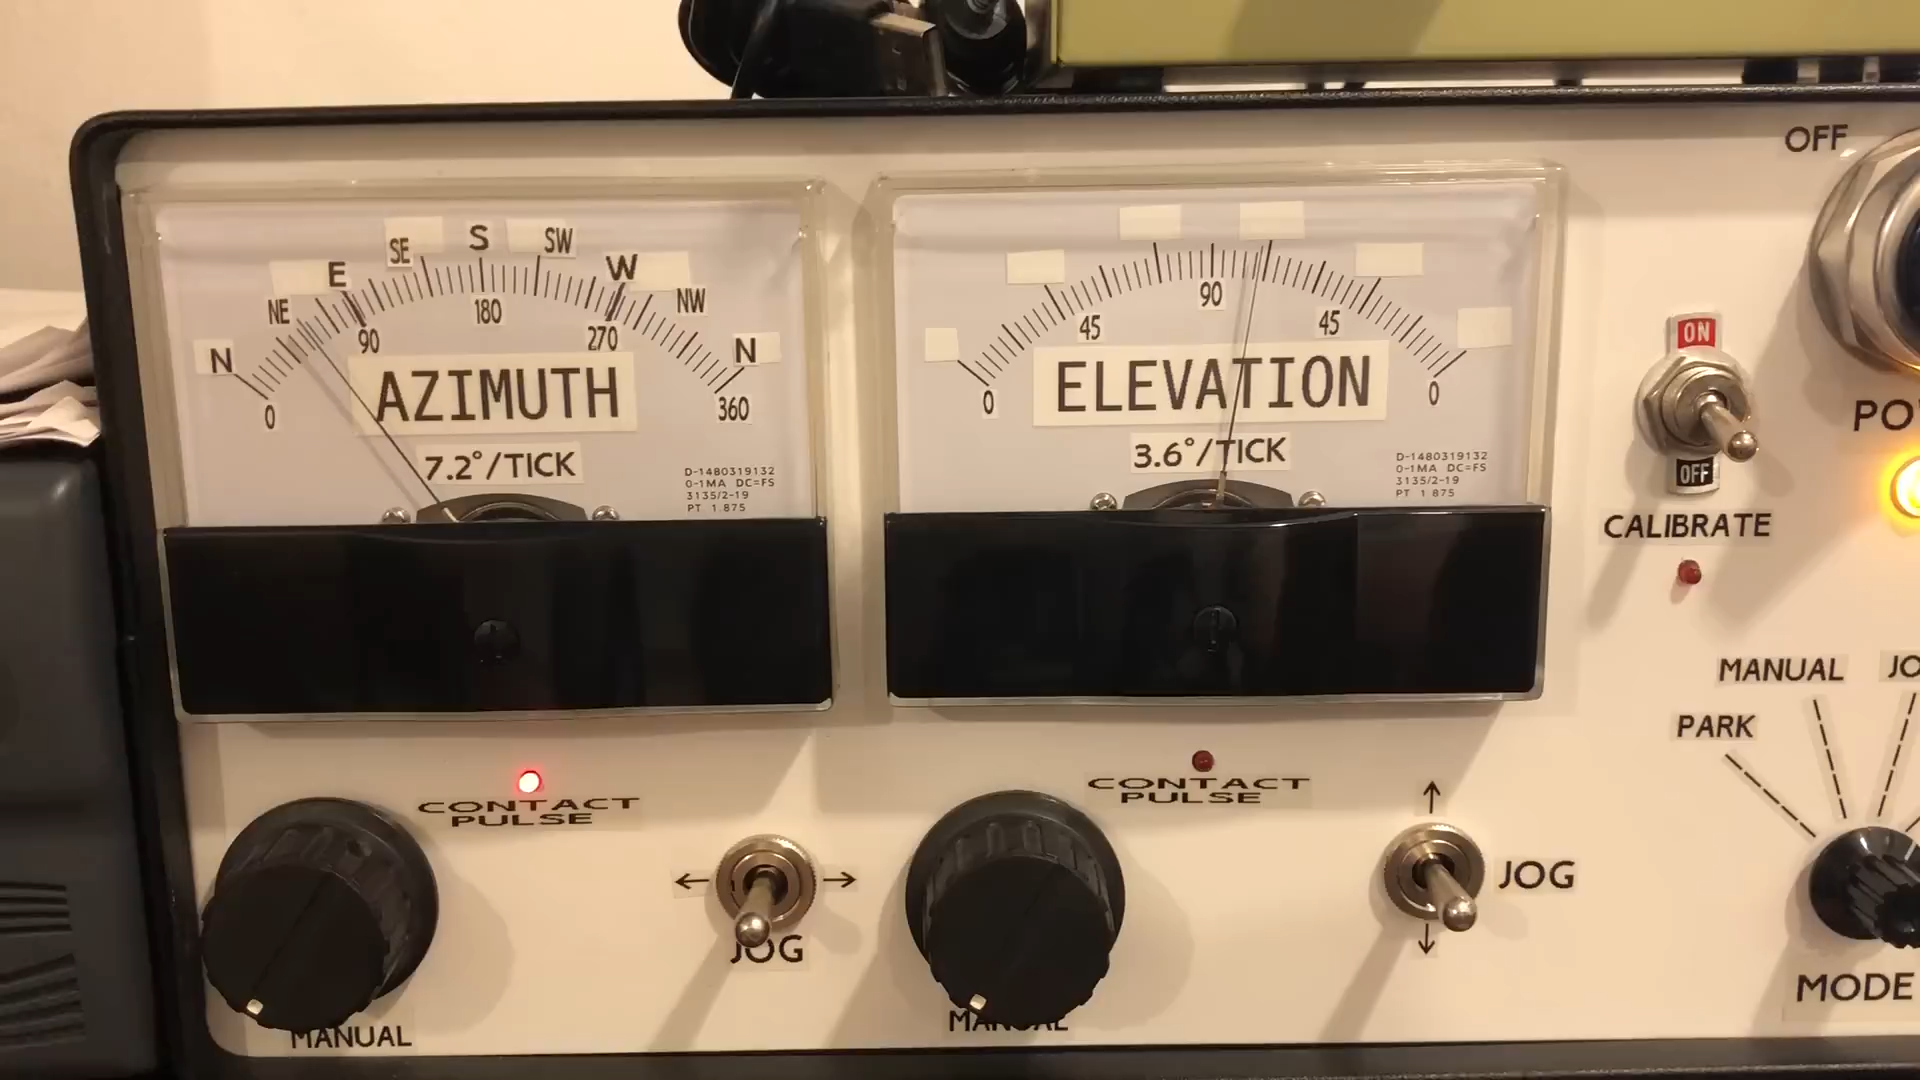 OFF
N
NE
E
SE
S
SW
W
NW
N
0
90
180
270
360
AZIMUTH
7.2°/TICK
D-1480319132
0-1MA DC=FS
3135/2-19
PT 1.875
0
45
90
45
0
ELEVATION
3.6°/TICK
D-1480319132
0-1MA DC=FS
3135/2-19
PT 1.875
ON
OFF
CALIBRATE
CONTACT
PULSE
CONTACT
PULSE
MANUAL
PARK
JOG
JOG
MANUAL
MANUAL
MODE